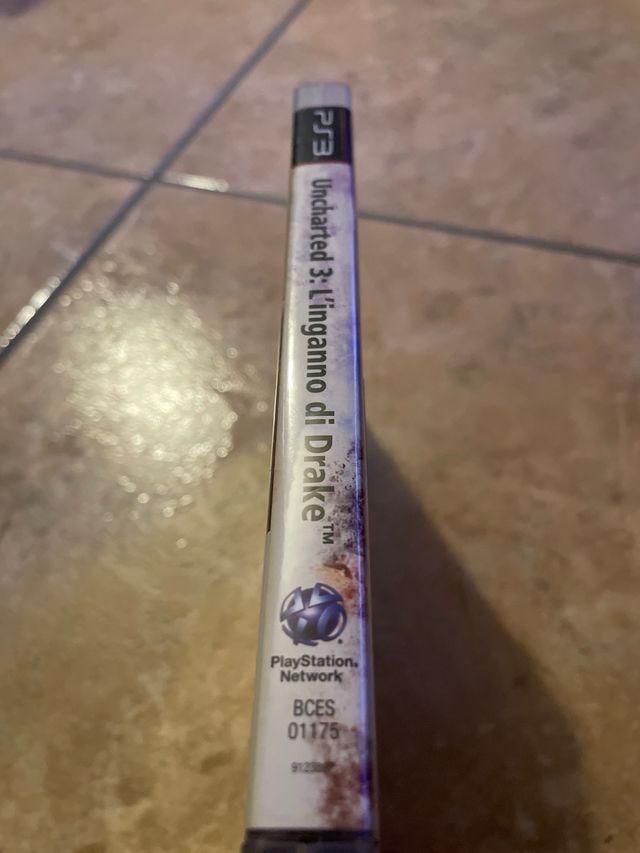 PS3
Uncharted 3: L'inganno di Drake™
PlayStation®
Network
BCES
01175